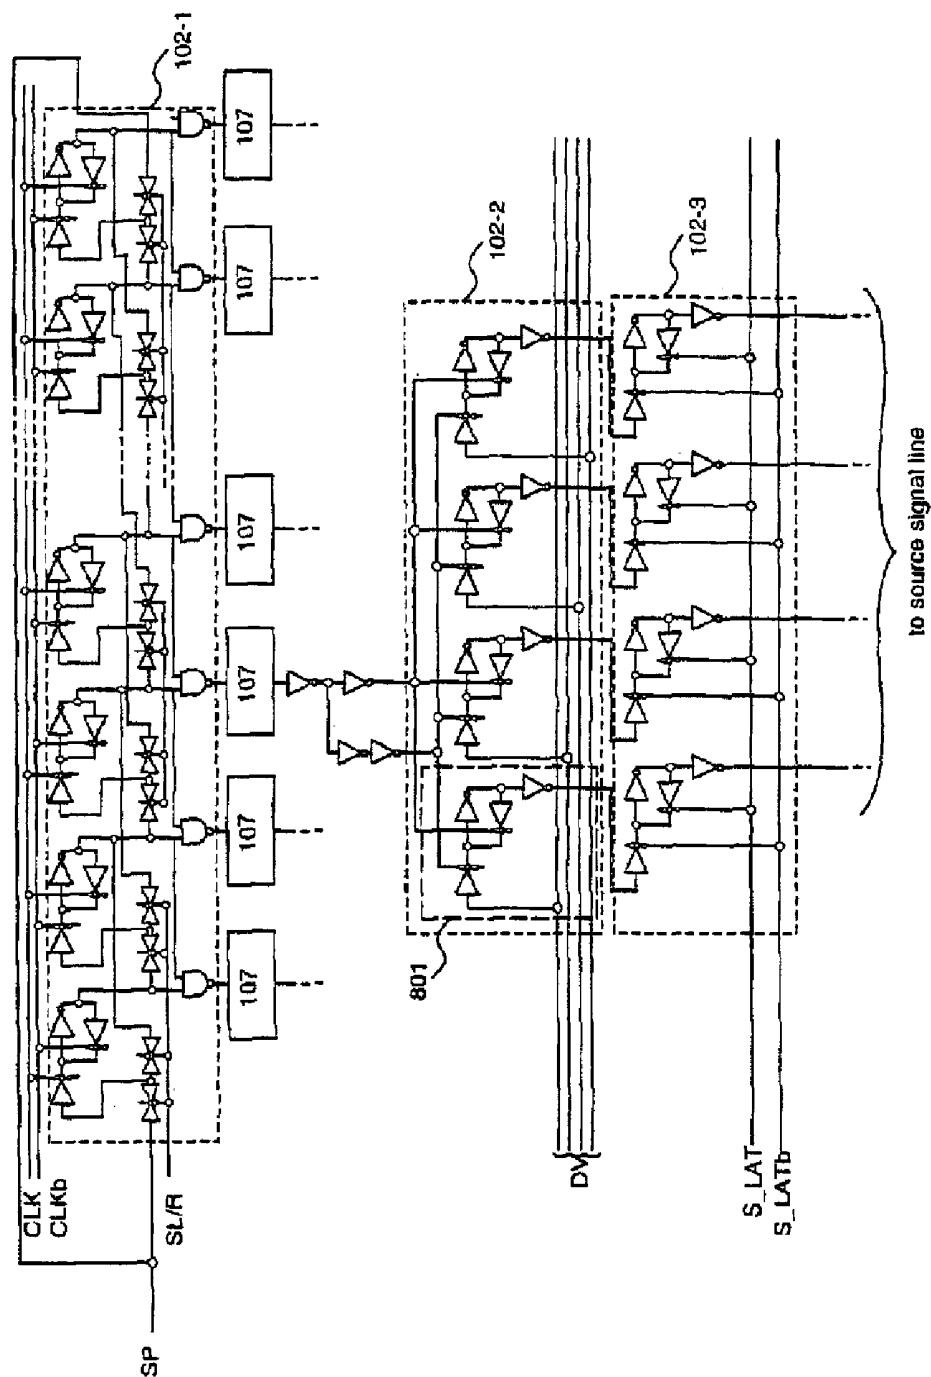 102-1
107
107
107
107
107
107
CLK
CLKb
SL/R
SP
102-2
801
DV
102-3
S_LAT
S_LATb
to source signal line